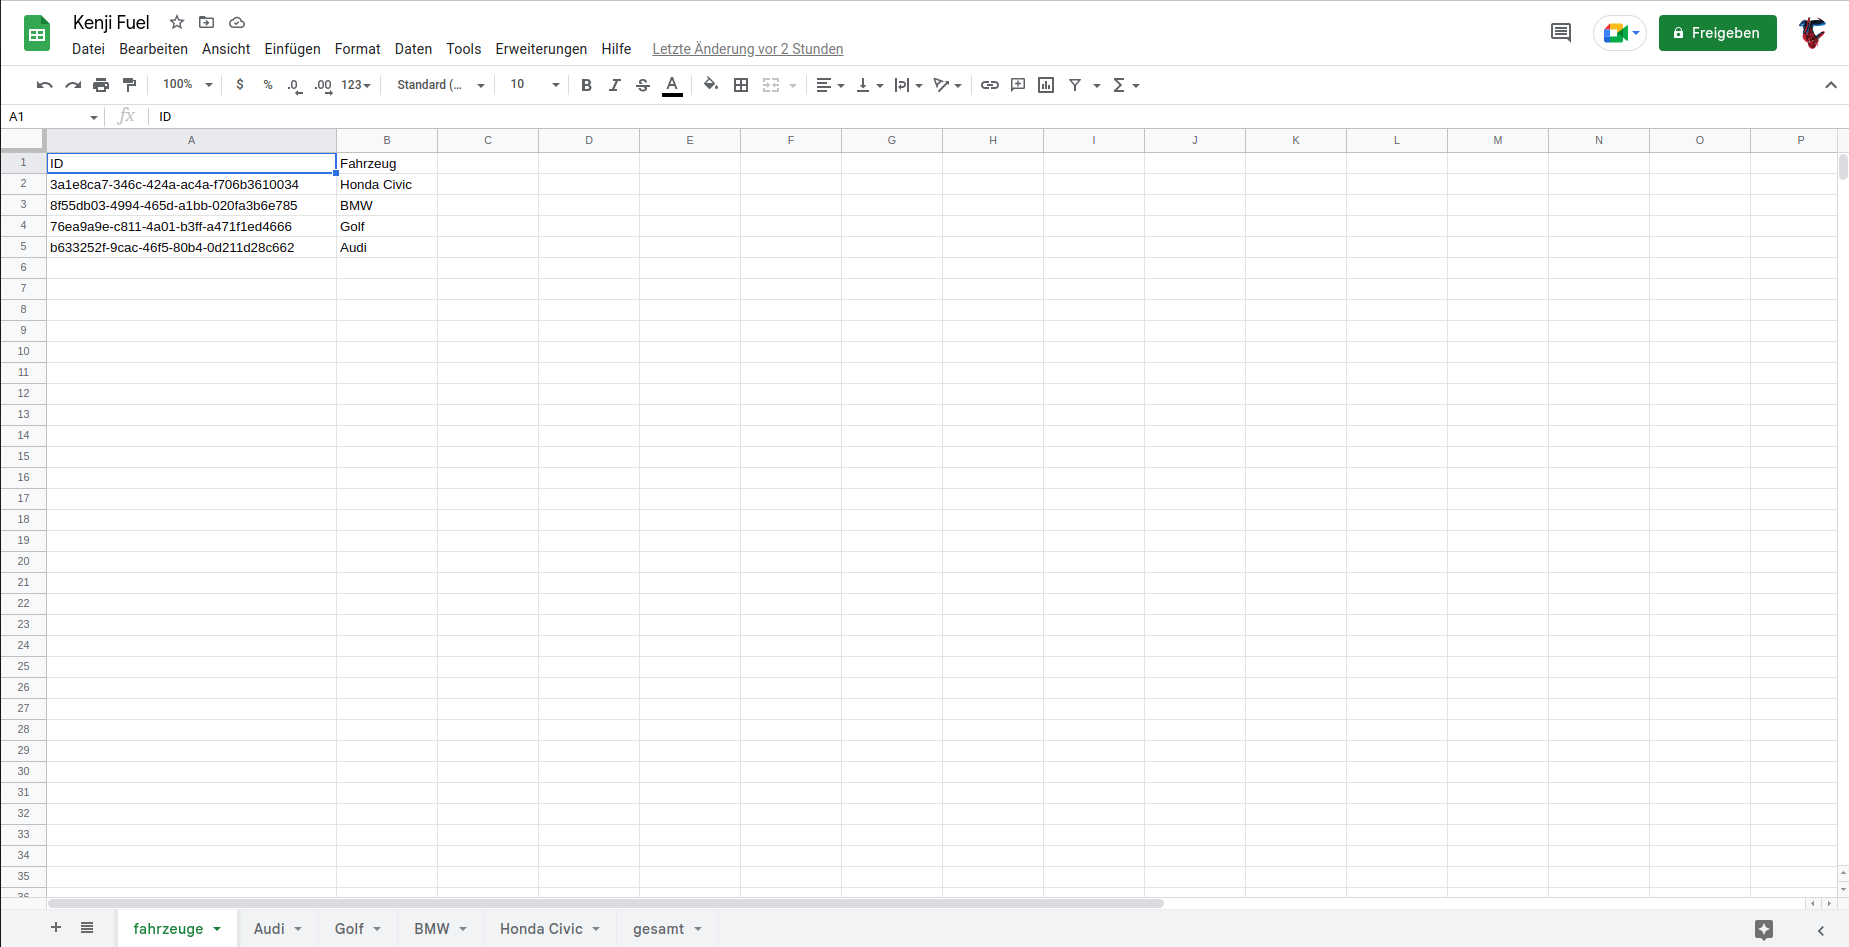 Kenji Fuel
Datei Bearbeiten Ansicht Einfügen Format Daten Tools Erweiterungen Hilfe Letzte Änderung vor 2 Stunden
Freigeben
100% $ % .0 .00 123 Standard (... 10 B I S A
A1 fx ID
A B C D E F G H I J K L M N O P
1 ID Fahrzeug
2 3a1e8ca7-346c-424a-ac4a-f706b3610034 Honda Civic
3 8f55db03-4994-465d-a1bb-020fa3b6e785 BMW
4 76ea9a9e-c811-4a01-b3ff-a471f1ed4666 Golf
5 b633252f-9cac-46f5-80b4-0d211d28c662 Audi
6
7
8
9
10
11
12
13
14
15
16
17
18
19
20
21
22
23
24
25
26
27
28
29
30
31
32
33
34
35
36
fahrzeuge Audi Golf BMW Honda Civic gesamt